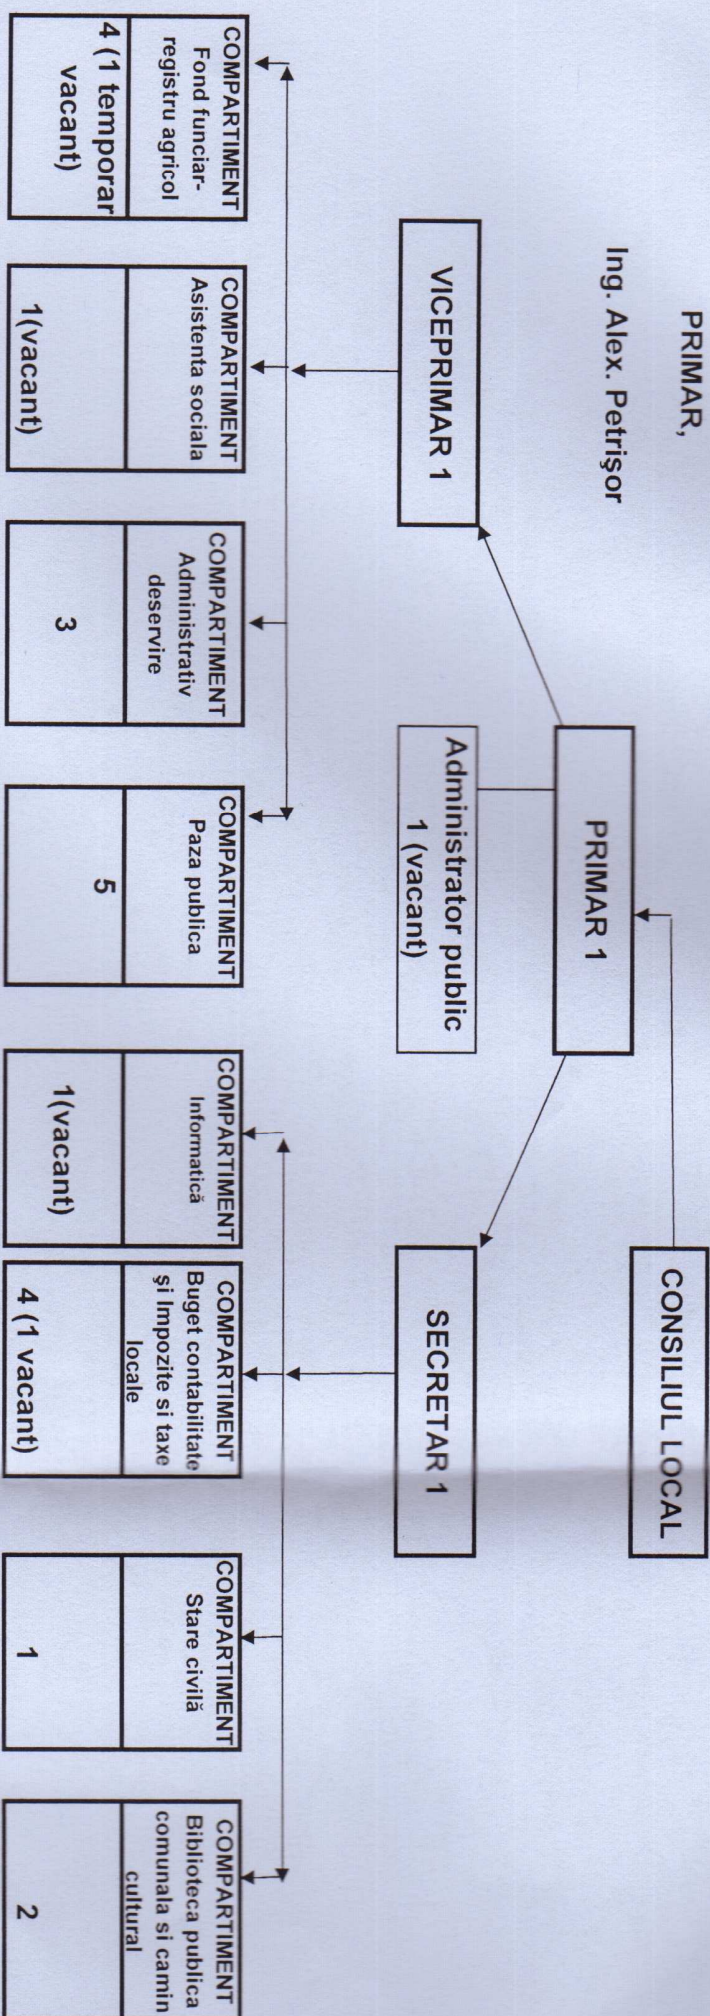 PRIMAR,
Ing. Alex. Petrişor
CONSILIUL LOCAL
PRIMAR 1
VICEPRIMAR 1
Administrator public
1 (vacant)
SECRETAR 1
COMPARTIMENT
Fond funciar-
registru agricol
4 (1 temporar
vacant)
COMPARTIMENT
Asistenta sociala
1(vacant)
COMPARTIMENT
Administrativ
deservire
3
COMPARTIMENT
Paza publica
5
COMPARTIMENT
Informatică
1(vacant)
COMPARTIMENT
Buget contabilitate
şi Impozite si taxe
locale
4 (1 vacant)
COMPARTIMENT
Stare civilă
1
COMPARTIMENT
Biblioteca publica
comunala si camin
cultural
2